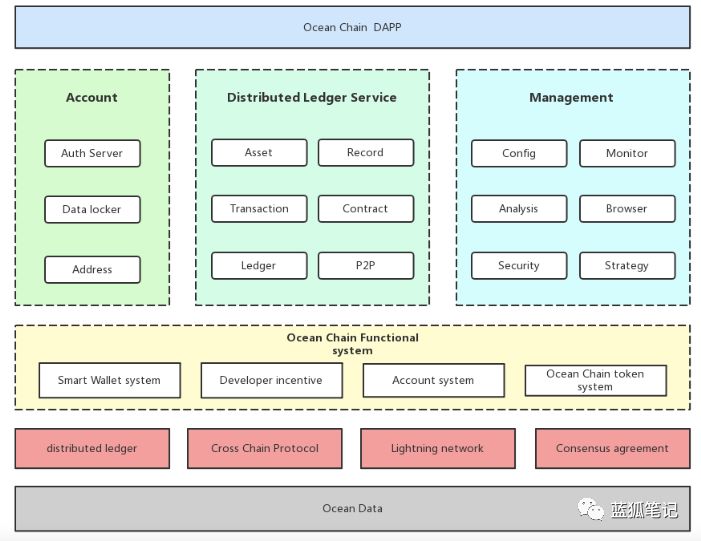 Ocean Chain DAPP
Account
Auth Server
Data locker
Address
Distributed Ledger Service
Asset
Record
Transaction
Contract
Ledger
P2P
Management
Config
Monitor
Analysis
Browser
Security
Strategy
Ocean Chain Functional
system
Smart Wallet system
Developer incentive
Account system
Ocean Chain token
system
distributed ledger
Cross Chain Protocol
Lightning network
Consensus agreement
Ocean Data
蓝狐笔记